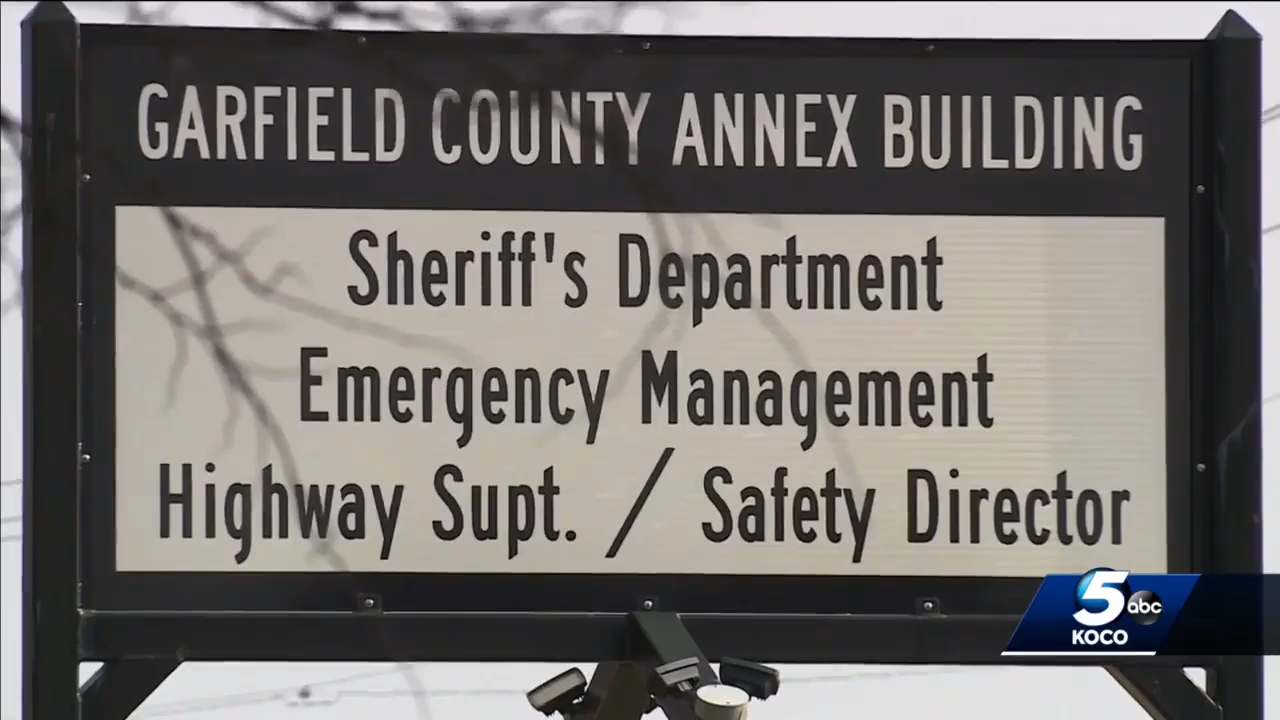 GARFIELD COUNTY ANNEX BUILDING
Sheriff's Department
Emergency Management
Highway Supt. / Safety Director
5 abc
KOCO